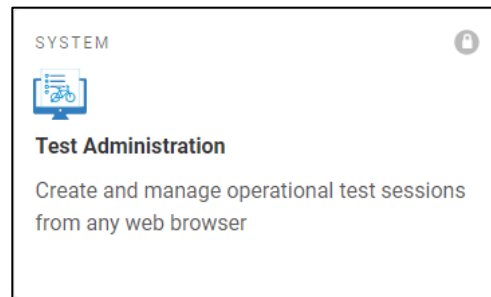 SYSTEM
Test Administration
Create and manage operational test sessions
from any web browser